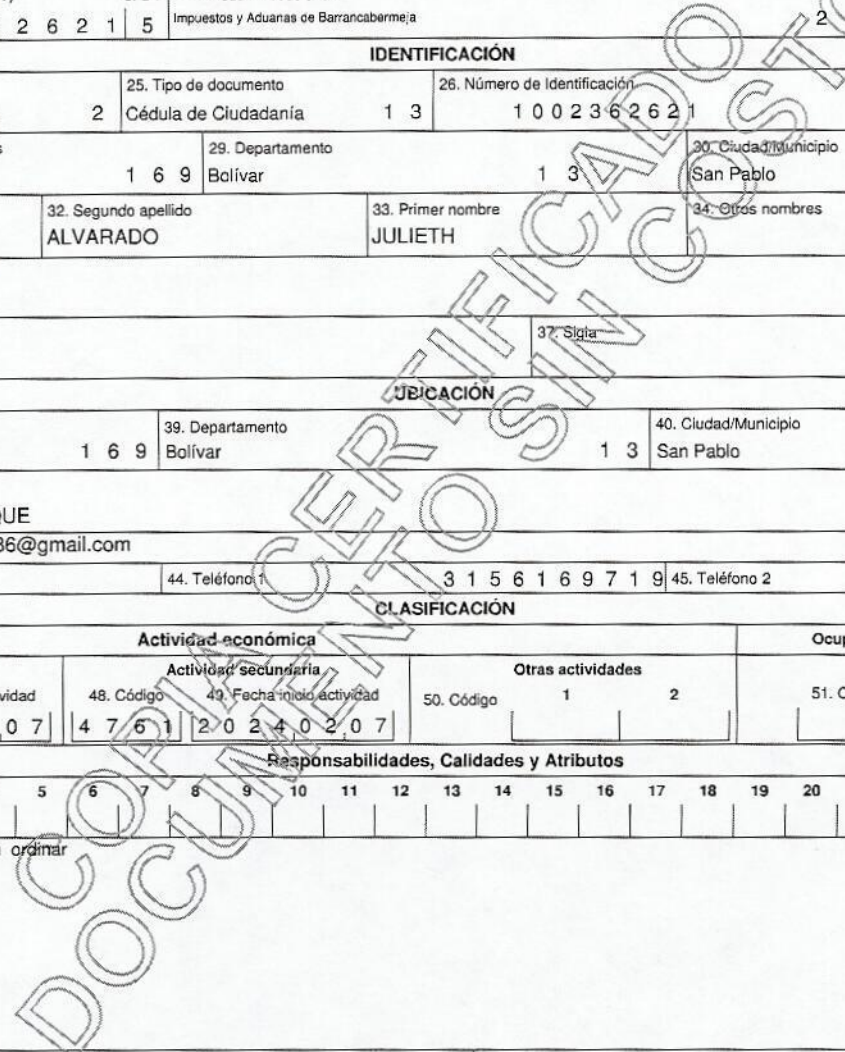 2 6 2 1 5 Impuestos y Aduanas de Barrancabermeja 2
IDENTIFICACIÓN
25. Tipo de documento 26. Número de Identificación
2 Cédula de Ciudadanía 1 3 1 0 0 2 3 6 2 6 2 1
29. Departamento 30. Ciudad/Municipio
1 6 9 Bolívar 1 3 San Pablo
32. Segundo apellido 33. Primer nombre 34. Otros nombres
ALVARADO JULIETH
37. Sigla
UBICACIÓN
39. Departamento 40. Ciudad/Municipio
1 6 9 Bolívar 1 3 San Pablo
QUE
36@gmail.com
44. Teléfono 1 3 1 5 6 1 6 9 7 1 9 45. Teléfono 2
CLASIFICACIÓN
Actividad económica Ocup
Actividad secundaria Otras actividades
vidad 48. Código 49. Fecha inicio actividad 50. Código 1 2 51. C
0 7 4 7 6 1 2 0 2 4 0 2 0 7
Responsabilidades, Calidades y Atributos
5 6 7 8 9 10 11 12 13 14 15 16 17 18 19 20
ordinar
COPIA CERTIFICADO
DOCUMENTO SIN COSTO